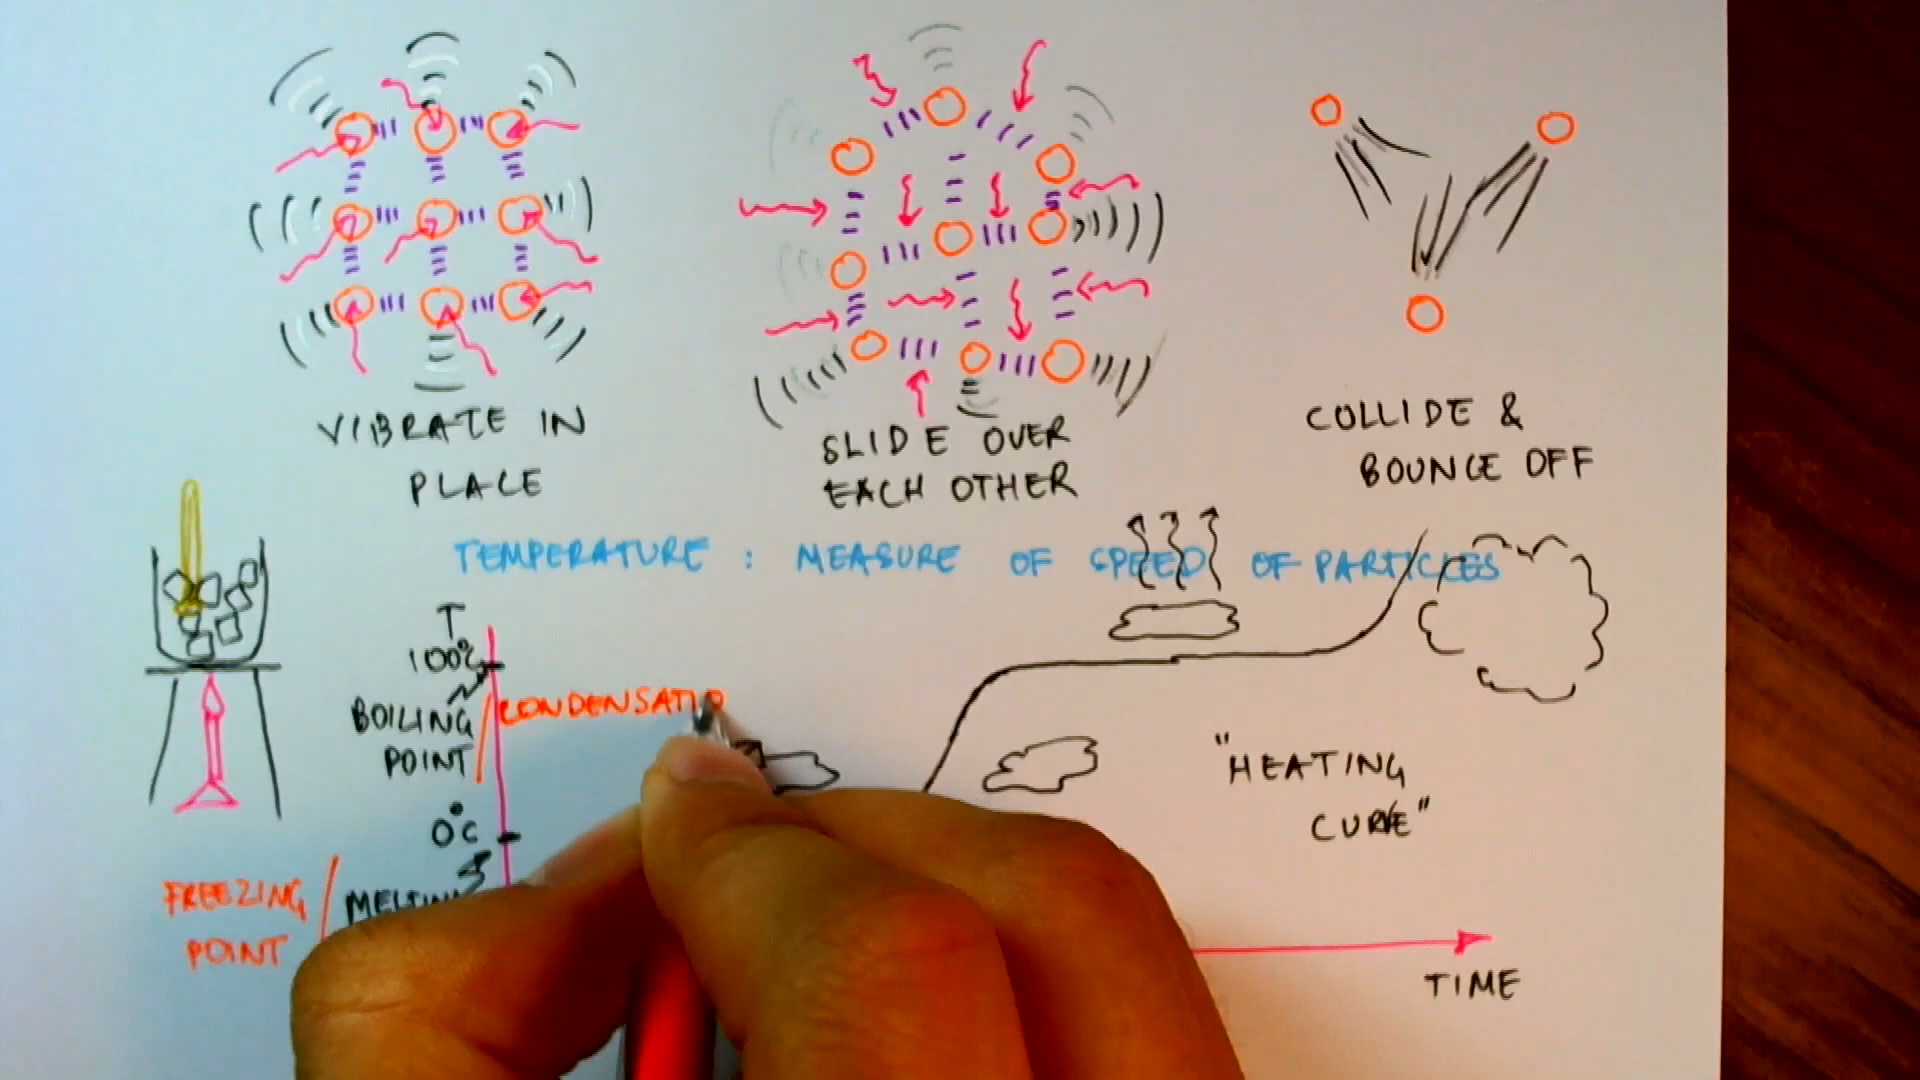 VIBRATE IN
PLACE
SLIDE OVER
EACH OTHER
COLLIDE &
BOUNCE OFF
TEMPERATURE : MEASURE OF SPEED OF PARTICLES
T
100°C
BOILING
POINT
/ CONDENSATIO
0°C
FREEZING
POINT
/
"HEATING
CURVE"
TIME